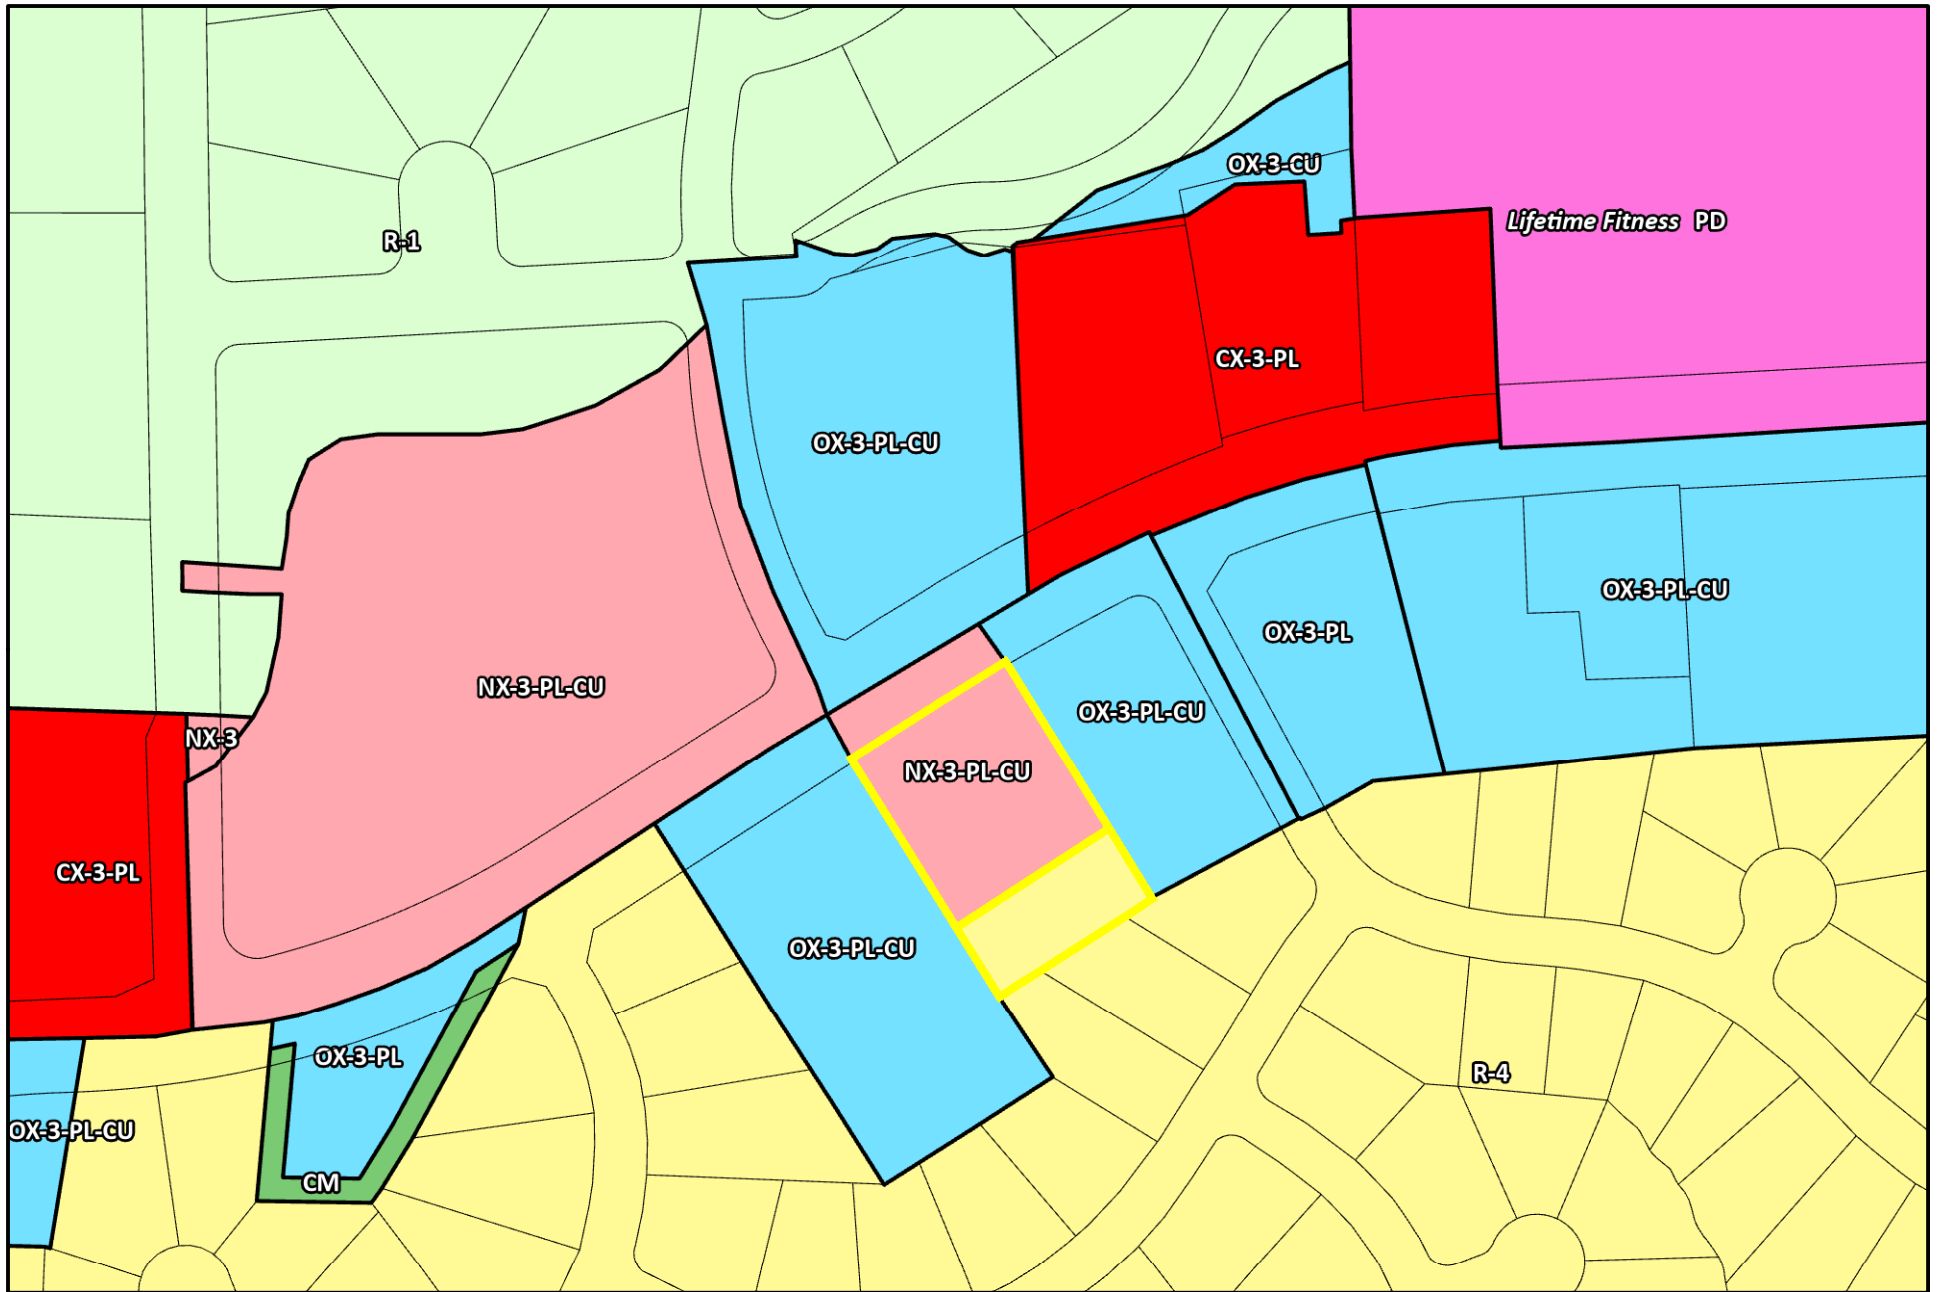 OX-3-CU
Lifetime Fitness PD
R-1
CX-3-PL
OX-3-PL-CU
OX-3-PL-CU
OX-3-PL
NX-3-PL-CU
OX-3-PL-CU
NX-3
NX-3-PL-CU
CX-3-PL
OX-3-PL-CU
OX-3-PL
R-4
OX-3-PL-CU
CM